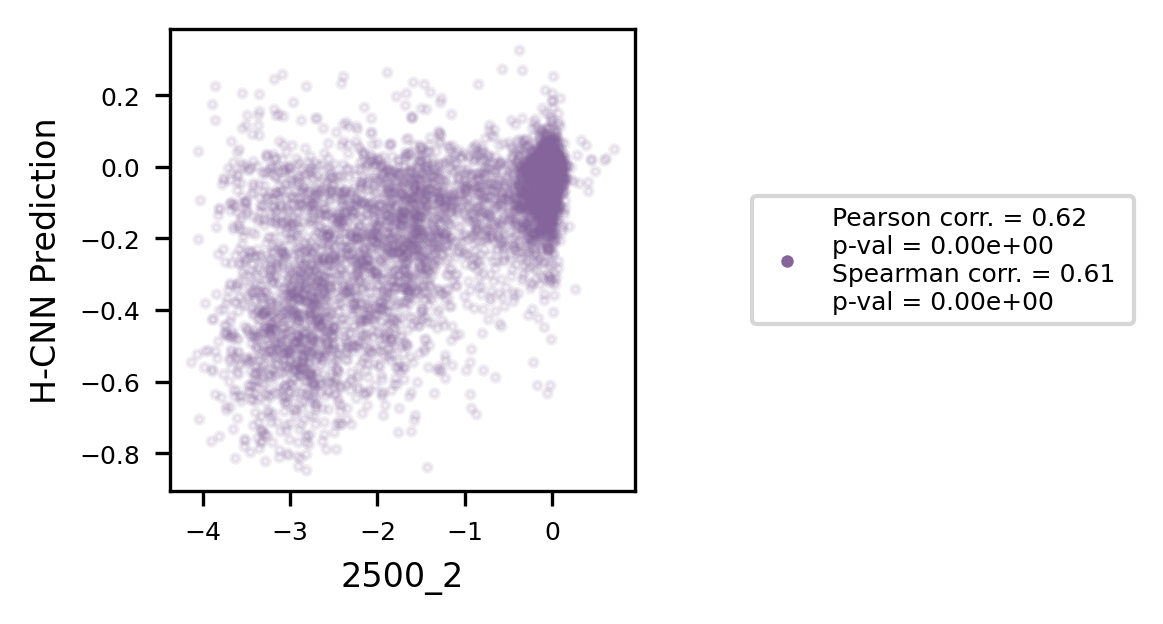 H-CNN Prediction
0.2
0.0
−0.2
−0.4
−0.6
−0.8
−4
−3
−2
−1
0
2500_2
Pearson corr. = 0.62
p-val = 0.00e+00
Spearman corr. = 0.61
p-val = 0.00e+00